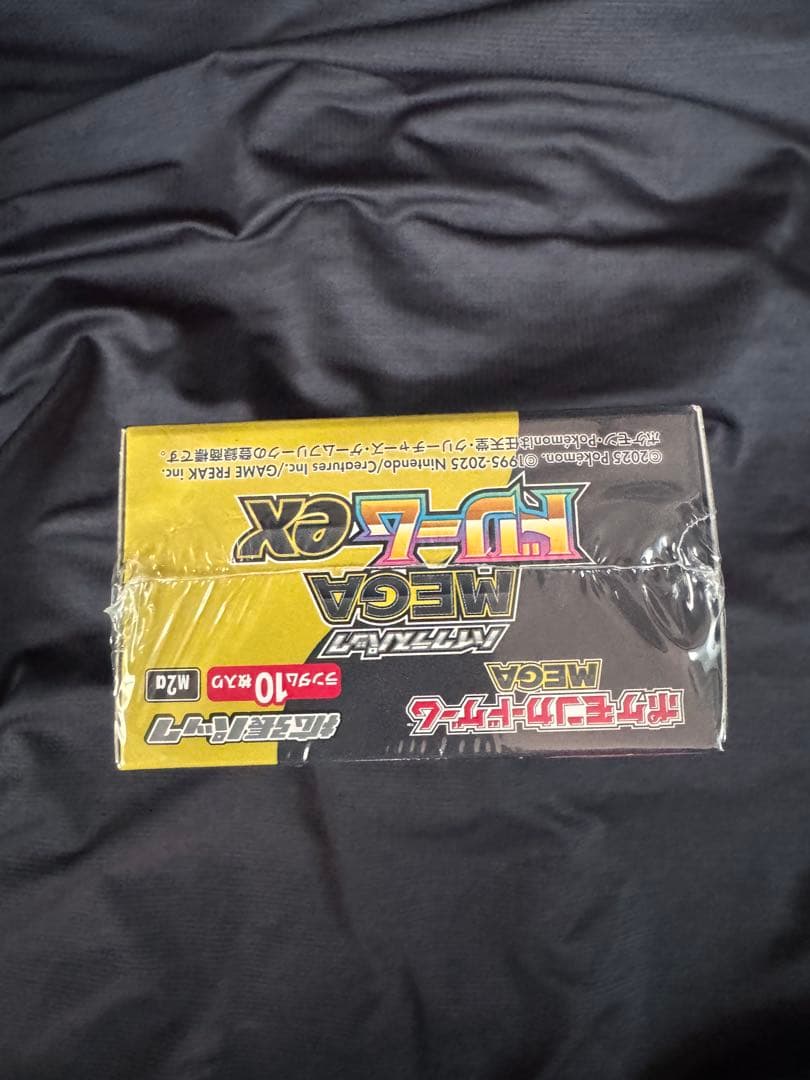 ポケモンカードゲーム
MEGA
拡張パック
ランダム10枚入り
M2a
ハイクラスパック
MEGA
ドリームex
©2025 Pokémon. ©1995-2025 Nintendo/Creatures Inc./GAME FREAK inc.
ポケモン・Pokémonは任天堂・クリーチャーズ・ゲームフリークの登録商標です。